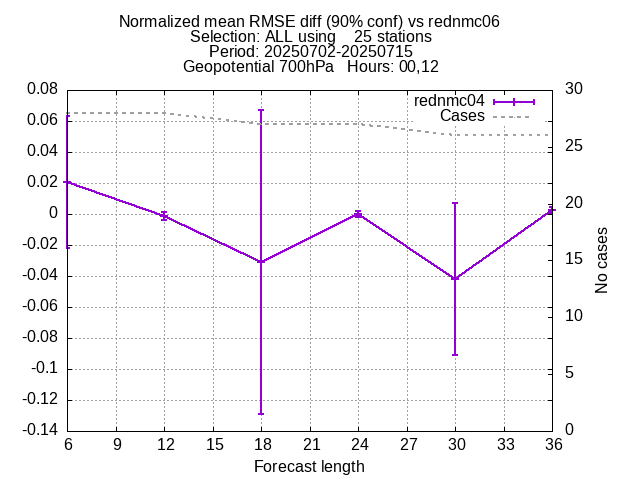 Normalized mean RMSE diff (90% conf) vs rednmc06
Selection: ALL using    25 stations
Period: 20250702-20250715
Geopotential 700hPa   Hours: 00,12
rednmc04
Cases
0.08
0.06
0.04
0.02
0
-0.02
-0.04
-0.06
-0.08
-0.1
-0.12
-0.14
30
25
20
15
10
5
0
No cases
6 9 12 15 18 21 24 27 30 33 36
Forecast length